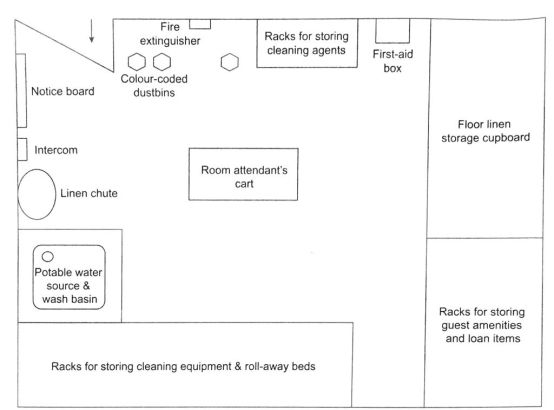 Fire
extinguisher
Racks for storing
cleaning agents
First-aid
box
Colour-coded
dustbins
Notice board
Floor linen
storage cupboard
Intercom
Room attendant's
cart
Linen chute
Potable water
source &
wash basin
Racks for storing
guest amenities
and loan items
Racks for storing cleaning equipment & roll-away beds